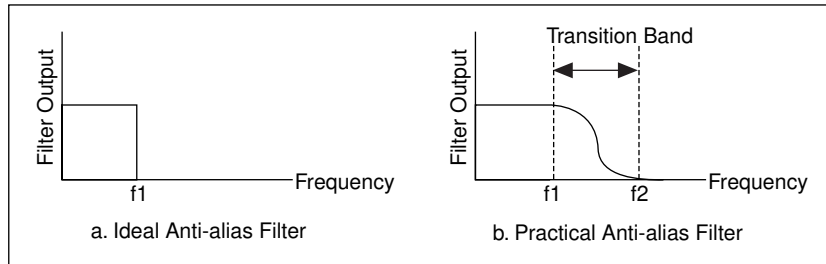 Filter Output
f1
Frequency
a. Ideal Anti-alias Filter
Transition Band
Filter Output
f1
f2
Frequency
b. Practical Anti-alias Filter